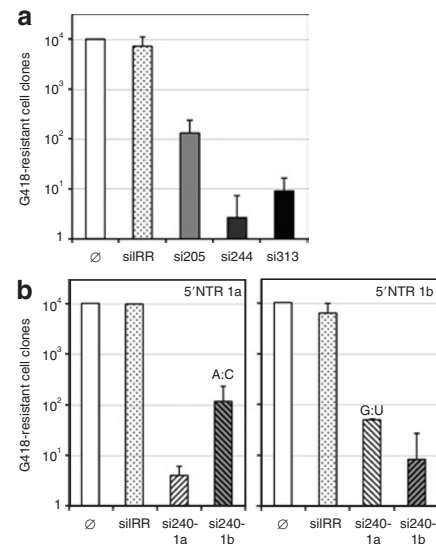 a
G418-resistant cell clones
10⁴
10³
10²
10¹
1
∅ siIRR si205 si244 si313
b
5′NTR 1a 5′NTR 1b
G418-resistant cell clones
10⁴
10³
10²
10¹
1
A:C
G:U
∅ siIRR si240-1a si240-1b ∅ siIRR si240-1a si240-1b